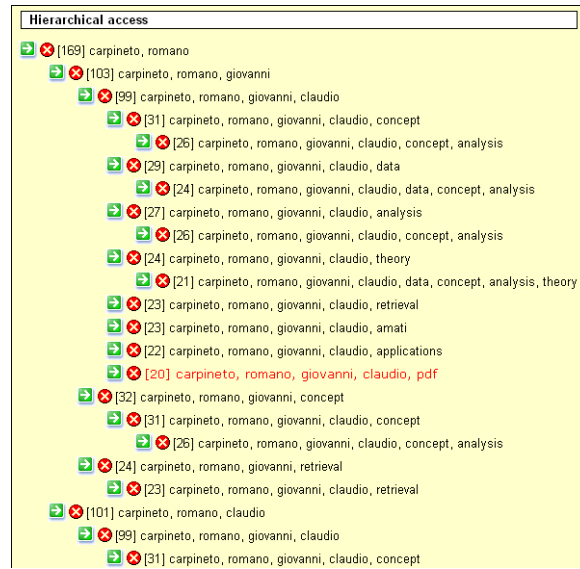 Hierarchical access
[169] carpineto, romano
[103] carpineto, romano, giovanni
[99] carpineto, romano, giovanni, claudio
[31] carpineto, romano, giovanni, claudio, concept
[26] carpineto, romano, giovanni, claudio, concept, analysis
[29] carpineto, romano, giovanni, claudio, data
[24] carpineto, romano, giovanni, claudio, data, concept, analysis
[27] carpineto, romano, giovanni, claudio, analysis
[26] carpineto, romano, giovanni, claudio, concept, analysis
[24] carpineto, romano, giovanni, claudio, theory
[21] carpineto, romano, giovanni, claudio, data, concept, analysis, theory
[23] carpineto, romano, giovanni, claudio, retrieval
[23] carpineto, romano, giovanni, claudio, amati
[22] carpineto, romano, giovanni, claudio, applications
[20] carpineto, romano, giovanni, claudio, pdf
[32] carpineto, romano, giovanni, concept
[31] carpineto, romano, giovanni, claudio, concept
[26] carpineto, romano, giovanni, claudio, concept, analysis
[24] carpineto, romano, giovanni, retrieval
[23] carpineto, romano, giovanni, claudio, retrieval
[101] carpineto, romano, claudio
[99] carpineto, romano, giovanni, claudio
[31] carpineto, romano, giovanni, claudio, concept